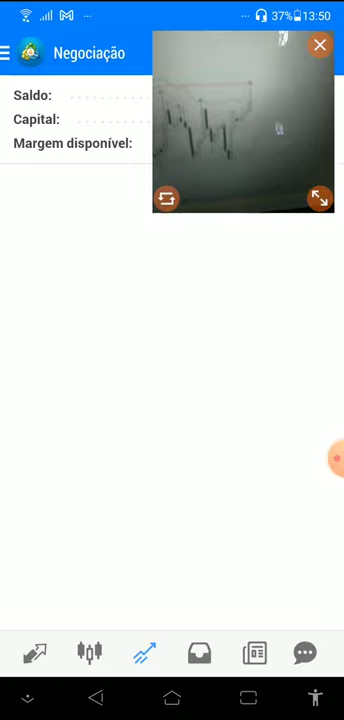 37% 13:50
Negociação
Saldo:
Capital:
Margem disponível: